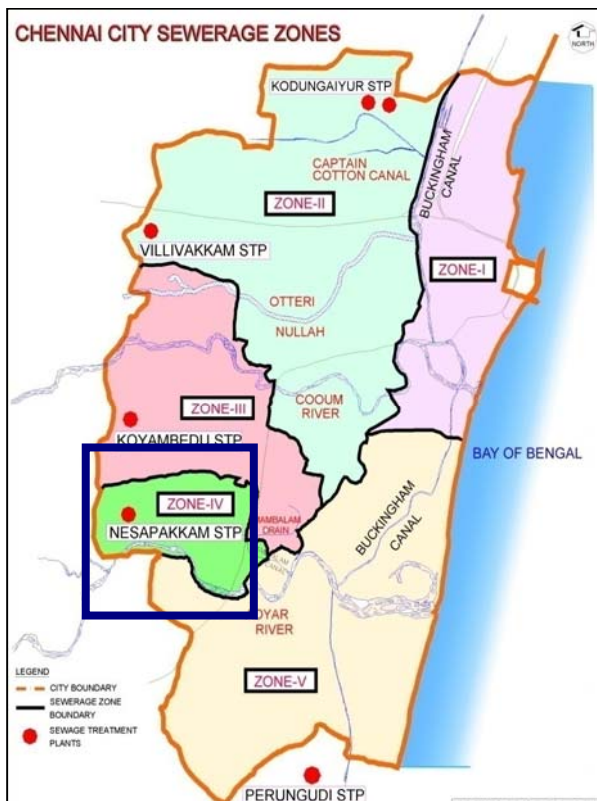 CHENNAI CITY SEWERAGE ZONES
NORTH
KODUNGAIYUR STP
CAPTAIN
COTTON CANAL
BUCKINGHAM
CANAL
ZONE-II
VILLIVAKKAM STP
ZONE-I
OTTERI
NULLAH
COOUM
RIVER
ZONE-III
KOYAMBEDU STP
BAY OF BENGAL
ZONE-IV
NESAPAKKAM STP
MAMBALAM
DRAIN
BUCKINGHAM
CANAL
CANAL
DYAR
RIVER
ZONE-V
LEGEND
CITY BOUNDARY
SEWERAGE ZONE
BOUNDARY
SEWAGE TREATMENT
PLANTS
PERUNGUDI STP